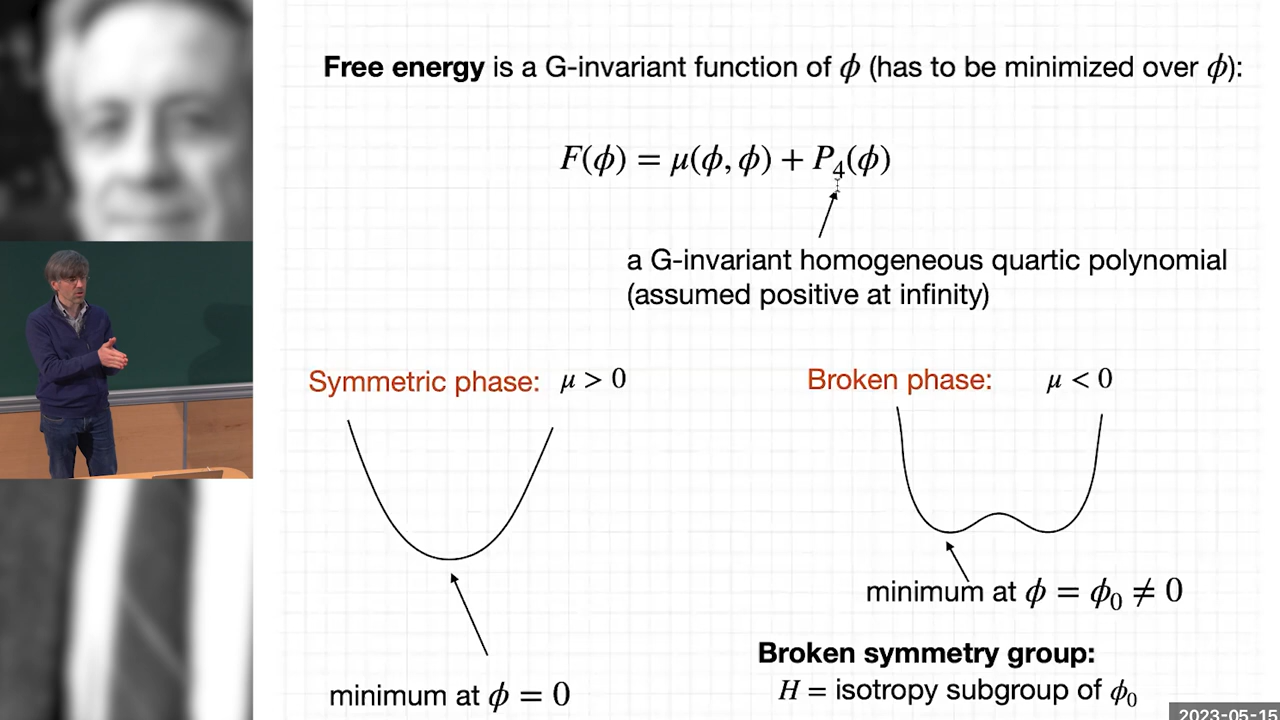 Free energy is a G-invariant function of ϕ (has to be minimized over ϕ):
F(ϕ) = μ(ϕ, ϕ) + P₄(ϕ)
a G-invariant homogeneous quartic polynomial
(assumed positive at infinity)
Symmetric phase: μ > 0
Broken phase: μ < 0
minimum at ϕ = ϕ₀ ≠ 0
minimum at ϕ = 0
Broken symmetry group:
H = isotropy subgroup of ϕ₀
2023-05-15